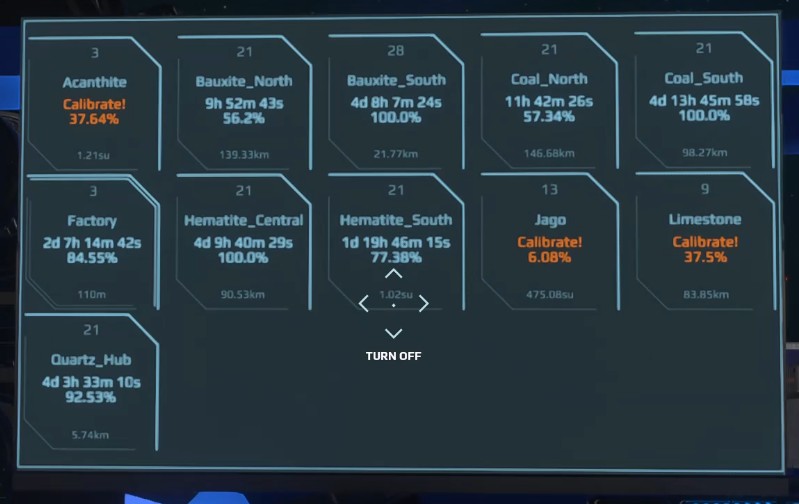 3
Acanthite
Calibrate!
37.64%
1.21su
21
Bauxite_North
9h 52m 43s
56.2%
139.33km
28
Bauxite_South
4d 8h 7m 24s
100.0%
21.77km
21
Coal_North
11h 42m 26s
57.34%
146.68km
21
Coal_South
4d 13h 45m 58s
100.0%
98.27km
3
Factory
2d 7h 14m 42s
84.55%
110m
21
Hematite_Central
4d 9h 40m 29s
100.0%
90.53km
21
Hematite_South
1d 19h 46m 15s
77.38%
1.02su
13
Jago
Calibrate!
6.08%
475.08su
9
Limestone
Calibrate!
37.5%
83.85km
21
Quartz_Hub
4d 3h 33m 10s
92.53%
5.74km
TURN OFF